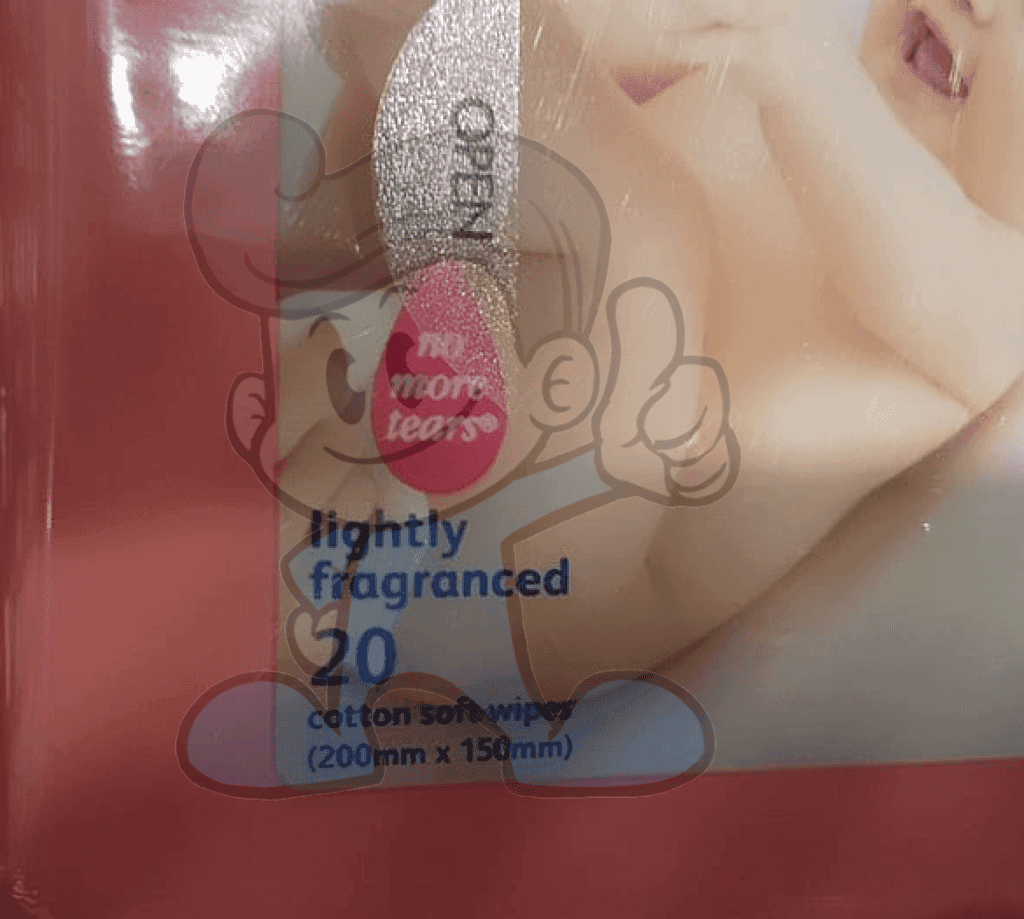 OPEN
no
more
tears®
lightly
fragranced
20
cotton soft wipes
(200mm x 150mm)